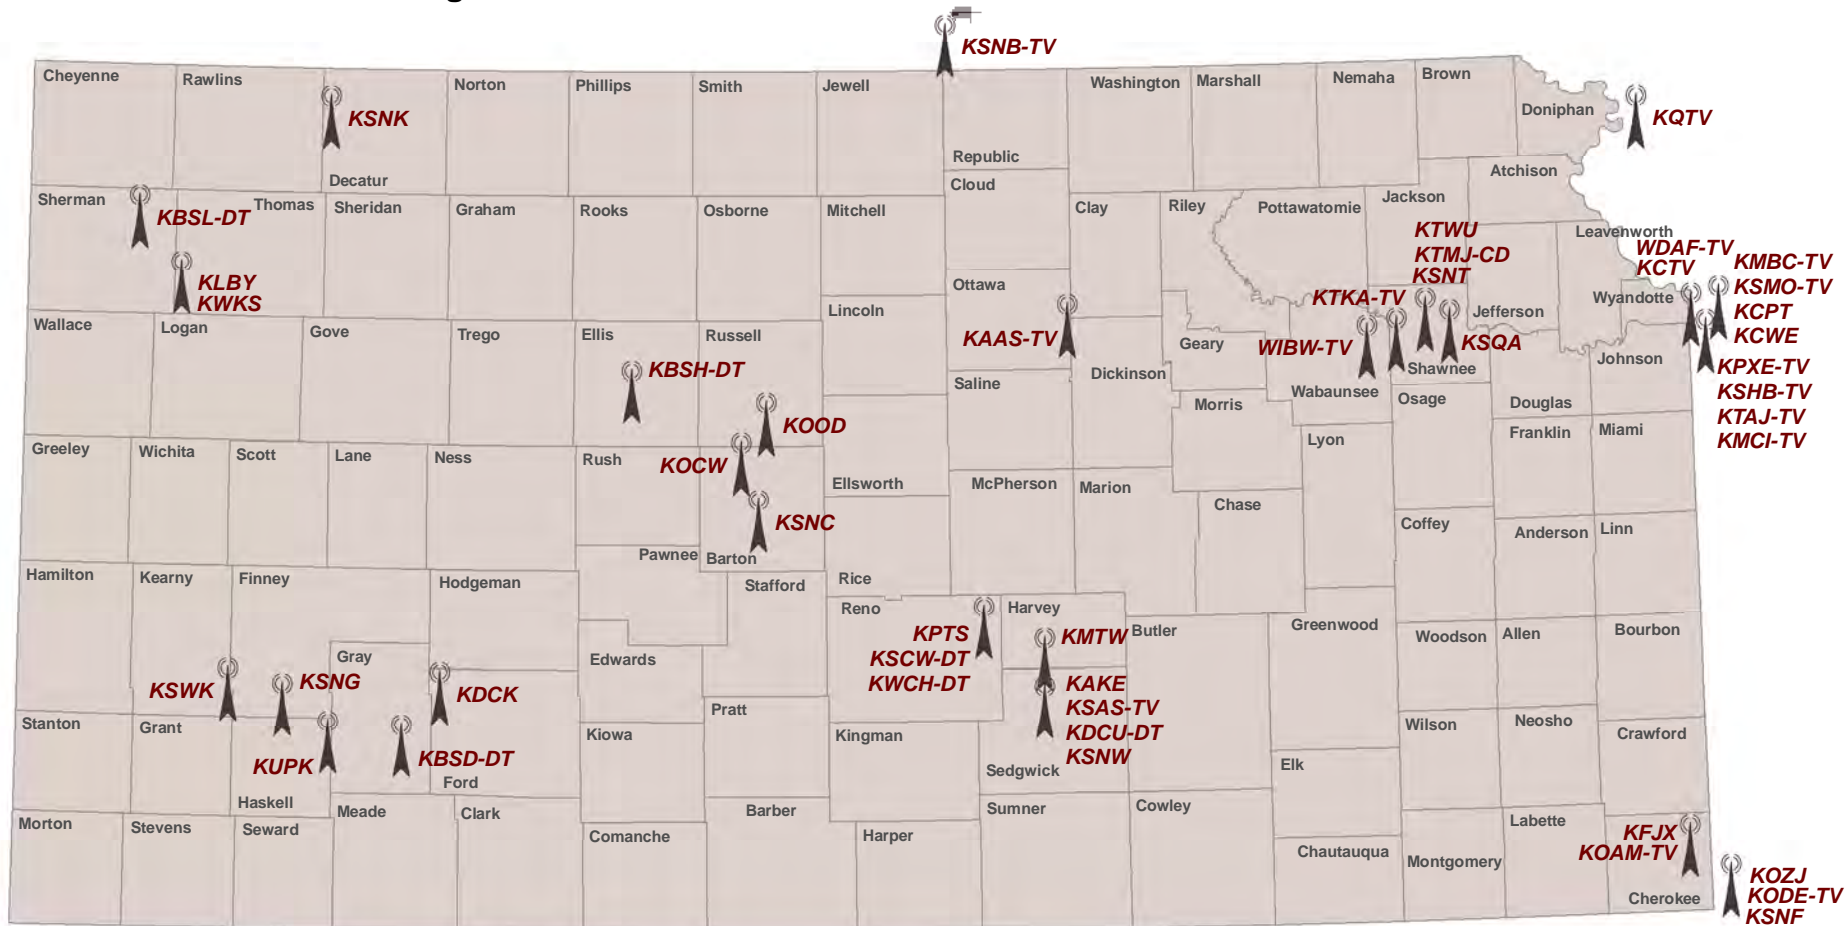 g
KSNB-TV
Cheyenne
Rawlins
KSNK
Decatur
Norton
Phillips
Smith
Jewell
Republic
Washington
Marshall
Nemaha
Brown
Doniphan
KQTV
Atchison
Sherman
KBSL-DT
Thomas
Sheridan
Graham
Rooks
Osborne
Mitchell
Cloud
Clay
Riley
Pottawatomie
Jackson
KTWU
KTMJ-CD
KSNT
Leavenworth
WDAF-TV
KCTV
KMBC-TV
KSMO-TV
KCPT
KCWE
KLBY
KWKS
Ottawa
Lincoln
KTKA-TV
Jefferson
Wyandotte
Wallace
Logan
Gove
Trego
Ellis
Russell
KAAS-TV
Geary
WIBW-TV
KSQA
Shawnee
Johnson
KPXE-TV
KSHB-TV
KTAJ-TV
KMCI-TV
KBSH-DT
Saline
Dickinson
Morris
Wabaunsee
Osage
Douglas
KOOD
Greeley
Wichita
Scott
Lane
Ness
Rush
KOCW
Lyon
Franklin
Miami
Ellsworth
McPherson
Marion
Chase
KSNC
Coffey
Anderson
Linn
Pawnee
Barton
Hamilton
Kearny
Finney
Hodgeman
Stafford
Rice
Reno
Harvey
KPTS
KSCW-DT
KWCH-DT
KMTW
Butler
Greenwood
Woodson
Allen
Bourbon
Gray
Edwards
KSWK
KSNG
KDCK
KAKE
KSAS-TV
KDCU-DT
KSNW
Stanton
Grant
Pratt
Kiowa
Kingman
Wilson
Neosho
Crawford
KUPK
KBSD-DT
Ford
Sedgwick
Elk
Haskell
Morton
Stevens
Seward
Meade
Clark
Comanche
Barber
Harper
Sumner
Cowley
Chautauqua
Montgomery
Labette
KFJX
KOAM-TV
Cherokee
KOZJ
KODE-TV
KSNF